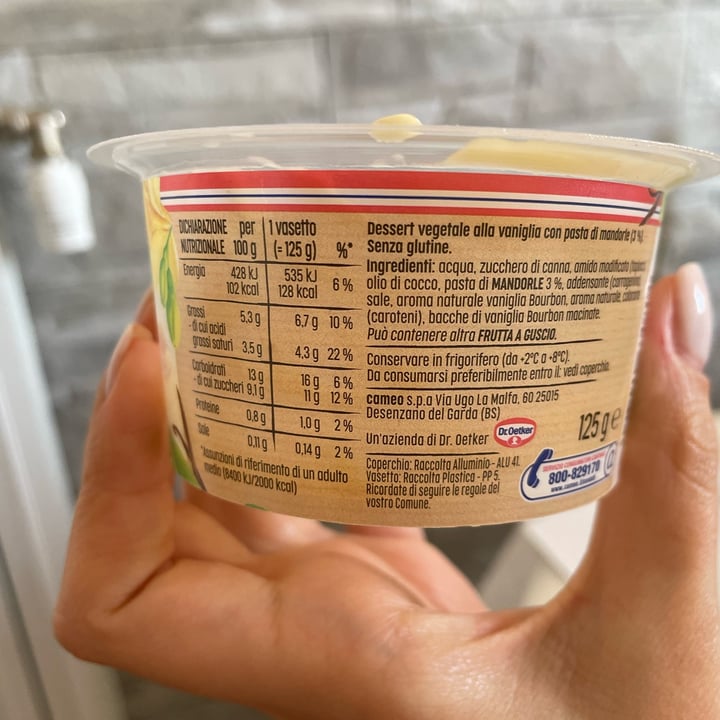 DICHIARAZIONE per 1 vasetto
NUTRIZIONALE 100 g (= 125 g) %*
Energia 428 kJ 535 kJ
102 kcal 128 kcal 6 %
Grassi 5,3 g 6,7 g 10 %
- di cui acidi
grassi saturi 3,5 g 4,3 g 22 %
Carboidrati 13 g 16 g 6 %
- di cui zuccheri 9,1 g 11 g 12 %
Proteine 0,8 g 1,0 g 2 %
Sale 0,11 g 0,14 g 2 %
*Assunzioni di riferimento di un adulto
medio (8400 kJ/2000 kcal)
Dessert vegetale alla vaniglia con pasta di mandorle (3 %).
Senza glutine.
Ingredienti: acqua, zucchero di canna, amido modificato
olio di cocco, pasta di MANDORLE 3 %, addensante
sale, aroma naturale vaniglia Bourbon, aroma naturale, colorante
(caroteni), bacche di vaniglia Bourbon macinate.
Può contenere altra FRUTTA A GUSCIO.
Conservare in frigorifero (da +2°C a +8°C).
Da consumarsi preferibilmente entro il: vedi coperchio.
cameo s.p.a Via Ugo La Malfa, 60 25015
Desenzano del Garda (BS)
Un'azienda di Dr. Oetker Dr. Oetker
125 g e
Coperchio: Raccolta Alluminio - ALU 41.
Vasetto: Raccolta Plastica - PP 5.
Ricordate di seguire le regole del
vostro Comune.
800-829170